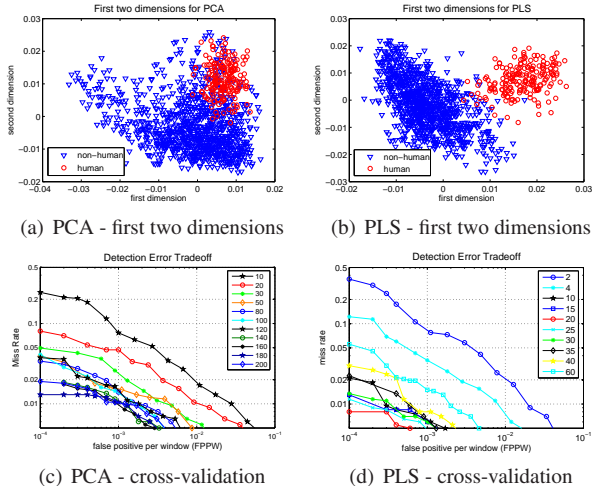 First two dimensions for PCA
0.03
0.02
0.01
0
−0.01
−0.02
second dimension
−0.04 −0.03 −0.02 −0.01 0 0.01 0.02
first dimension
non−human
human
(a) PCA - first two dimensions
First two dimensions for PLS
0.03
0.02
0.01
0
−0.01
−0.02
−0.03
second dimension
−0.02 −0.01 0 0.01 0.02 0.03
first dimension
non−human
human
(b) PLS - first two dimensions
Detection Error Tradeoff
0.5
0.2
0.1
0.05
0.02
0.01
Miss Rate
10⁻⁴ 10⁻³ 10⁻² 10⁻¹
false positive per window (FPPW)
10
20
30
50
80
100
120
140
160
180
200
(c) PCA - cross-validation
Detection Error Tradeoff
0.5
0.2
0.1
0.05
0.02
0.01
miss rate
10⁻⁴ 10⁻³ 10⁻² 10⁻¹
false positive per window (FPPW)
2
4
10
15
20
25
30
35
40
60
(d) PLS - cross-validation